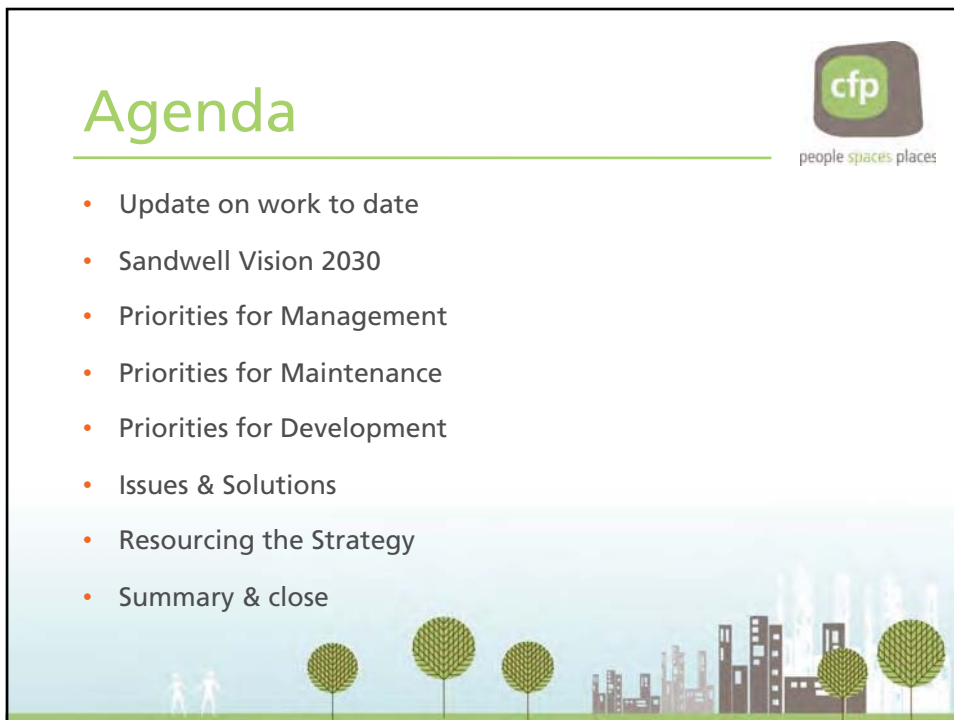 Agenda
cfp
people spaces places
• Update on work to date
• Sandwell Vision 2030
• Priorities for Management
• Priorities for Maintenance
• Priorities for Development
• Issues & Solutions
• Resourcing the Strategy
• Summary & close